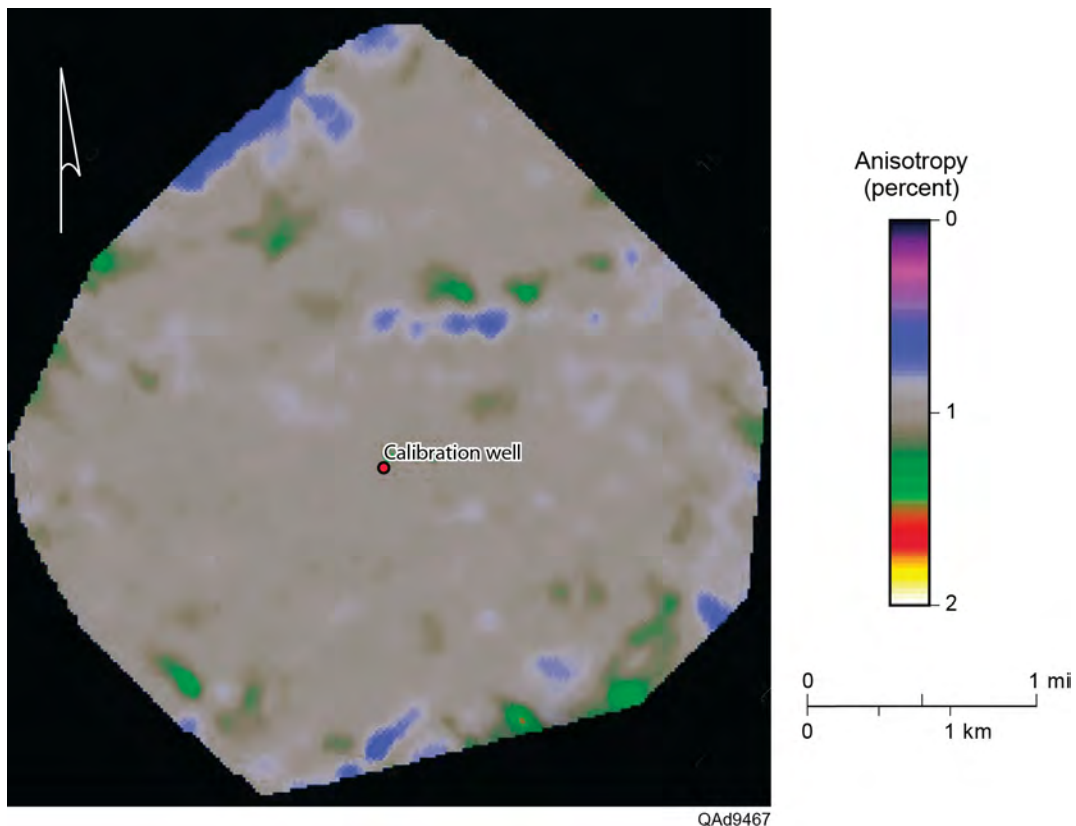 Calibration well
Anisotropy
(percent)
0
1
2
0 1 mi
0 1 km
QAd9467